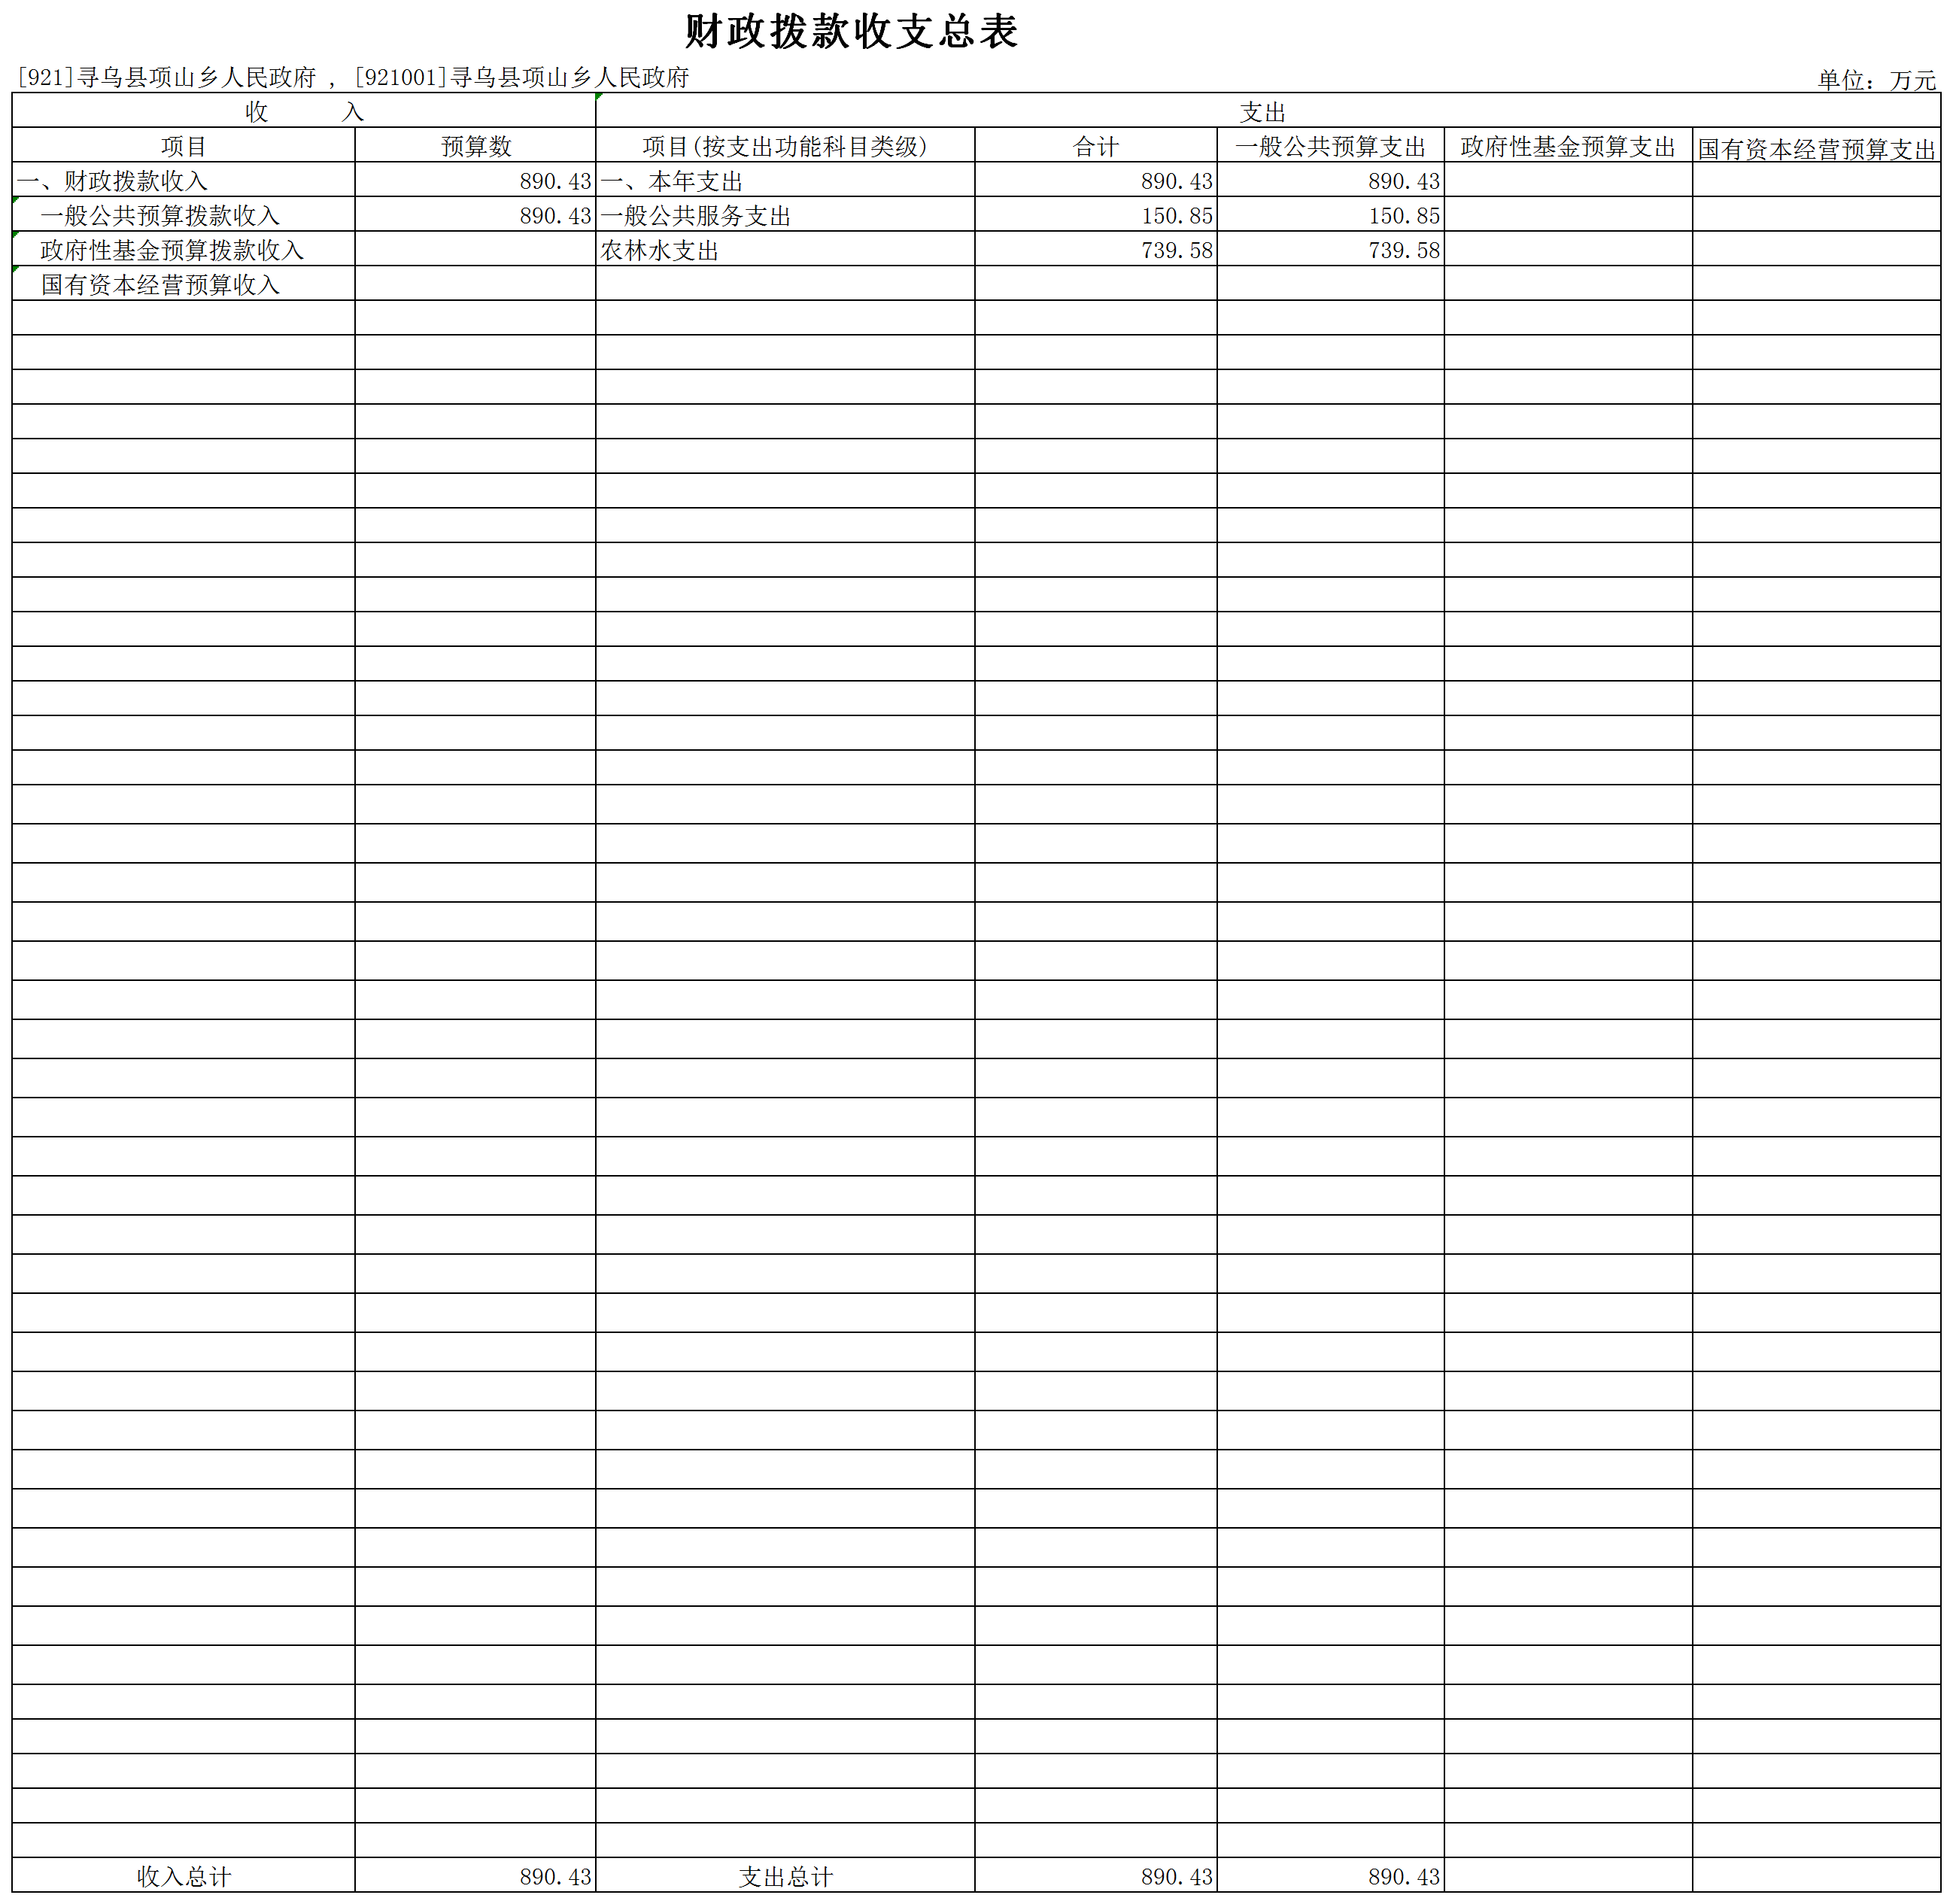 财政拨款收支总表
[921]寻乌县项山乡人民政府 , [921001]寻乌县项山乡人民政府 单位：万元
收 入 支出
项目 预算数 项目(按支出功能科目类级) 合计 一般公共预算支出 政府性基金预算支出 国有资本经营预算支出
一、财政拨款收入 890.43 一、本年支出 890.43 890.43
一般公共预算拨款收入 890.43 一般公共服务支出 150.85 150.85
政府性基金预算拨款收入 农林水支出 739.58 739.58
国有资本经营预算收入
收入总计 890.43 支出总计 890.43 890.43